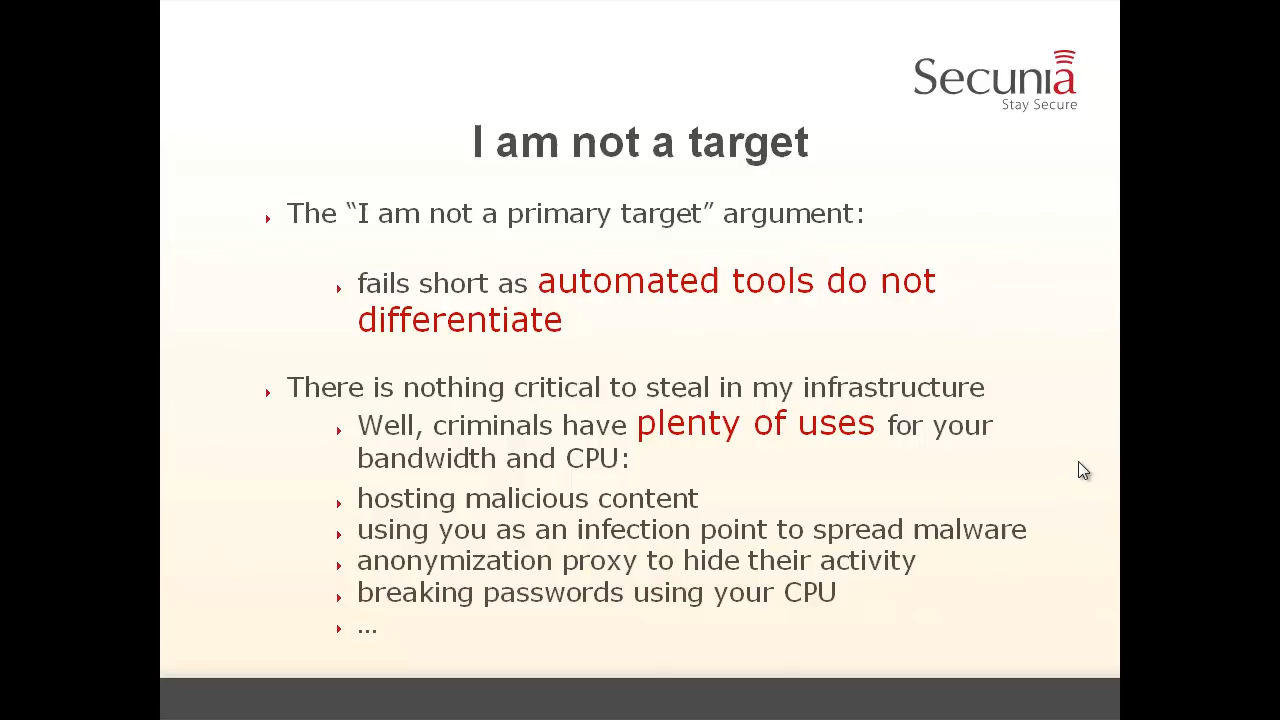 Secunia
Stay Secure
I am not a target
The “I am not a primary target” argument:
fails short as automated tools do not
differentiate
There is nothing critical to steal in my infrastructure
Well, criminals have plenty of uses for your
bandwidth and CPU:
hosting malicious content
using you as an infection point to spread malware
anonymization proxy to hide their activity
breaking passwords using your CPU
...